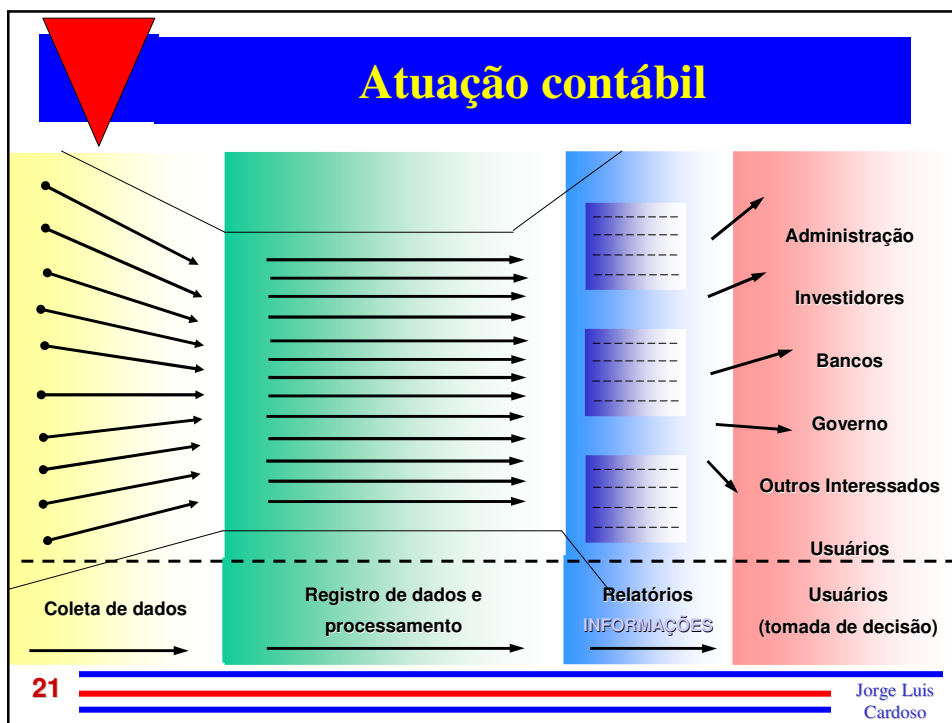 Atuação contábil
Administração
Investidores
Bancos
Governo
Outros Interessados
Usuários
Coleta de dados
Registro de dados e
processamento
Relatórios
INFORMAÇÕES
Usuários
(tomada de decisão)
21
Jorge Luis
Cardoso